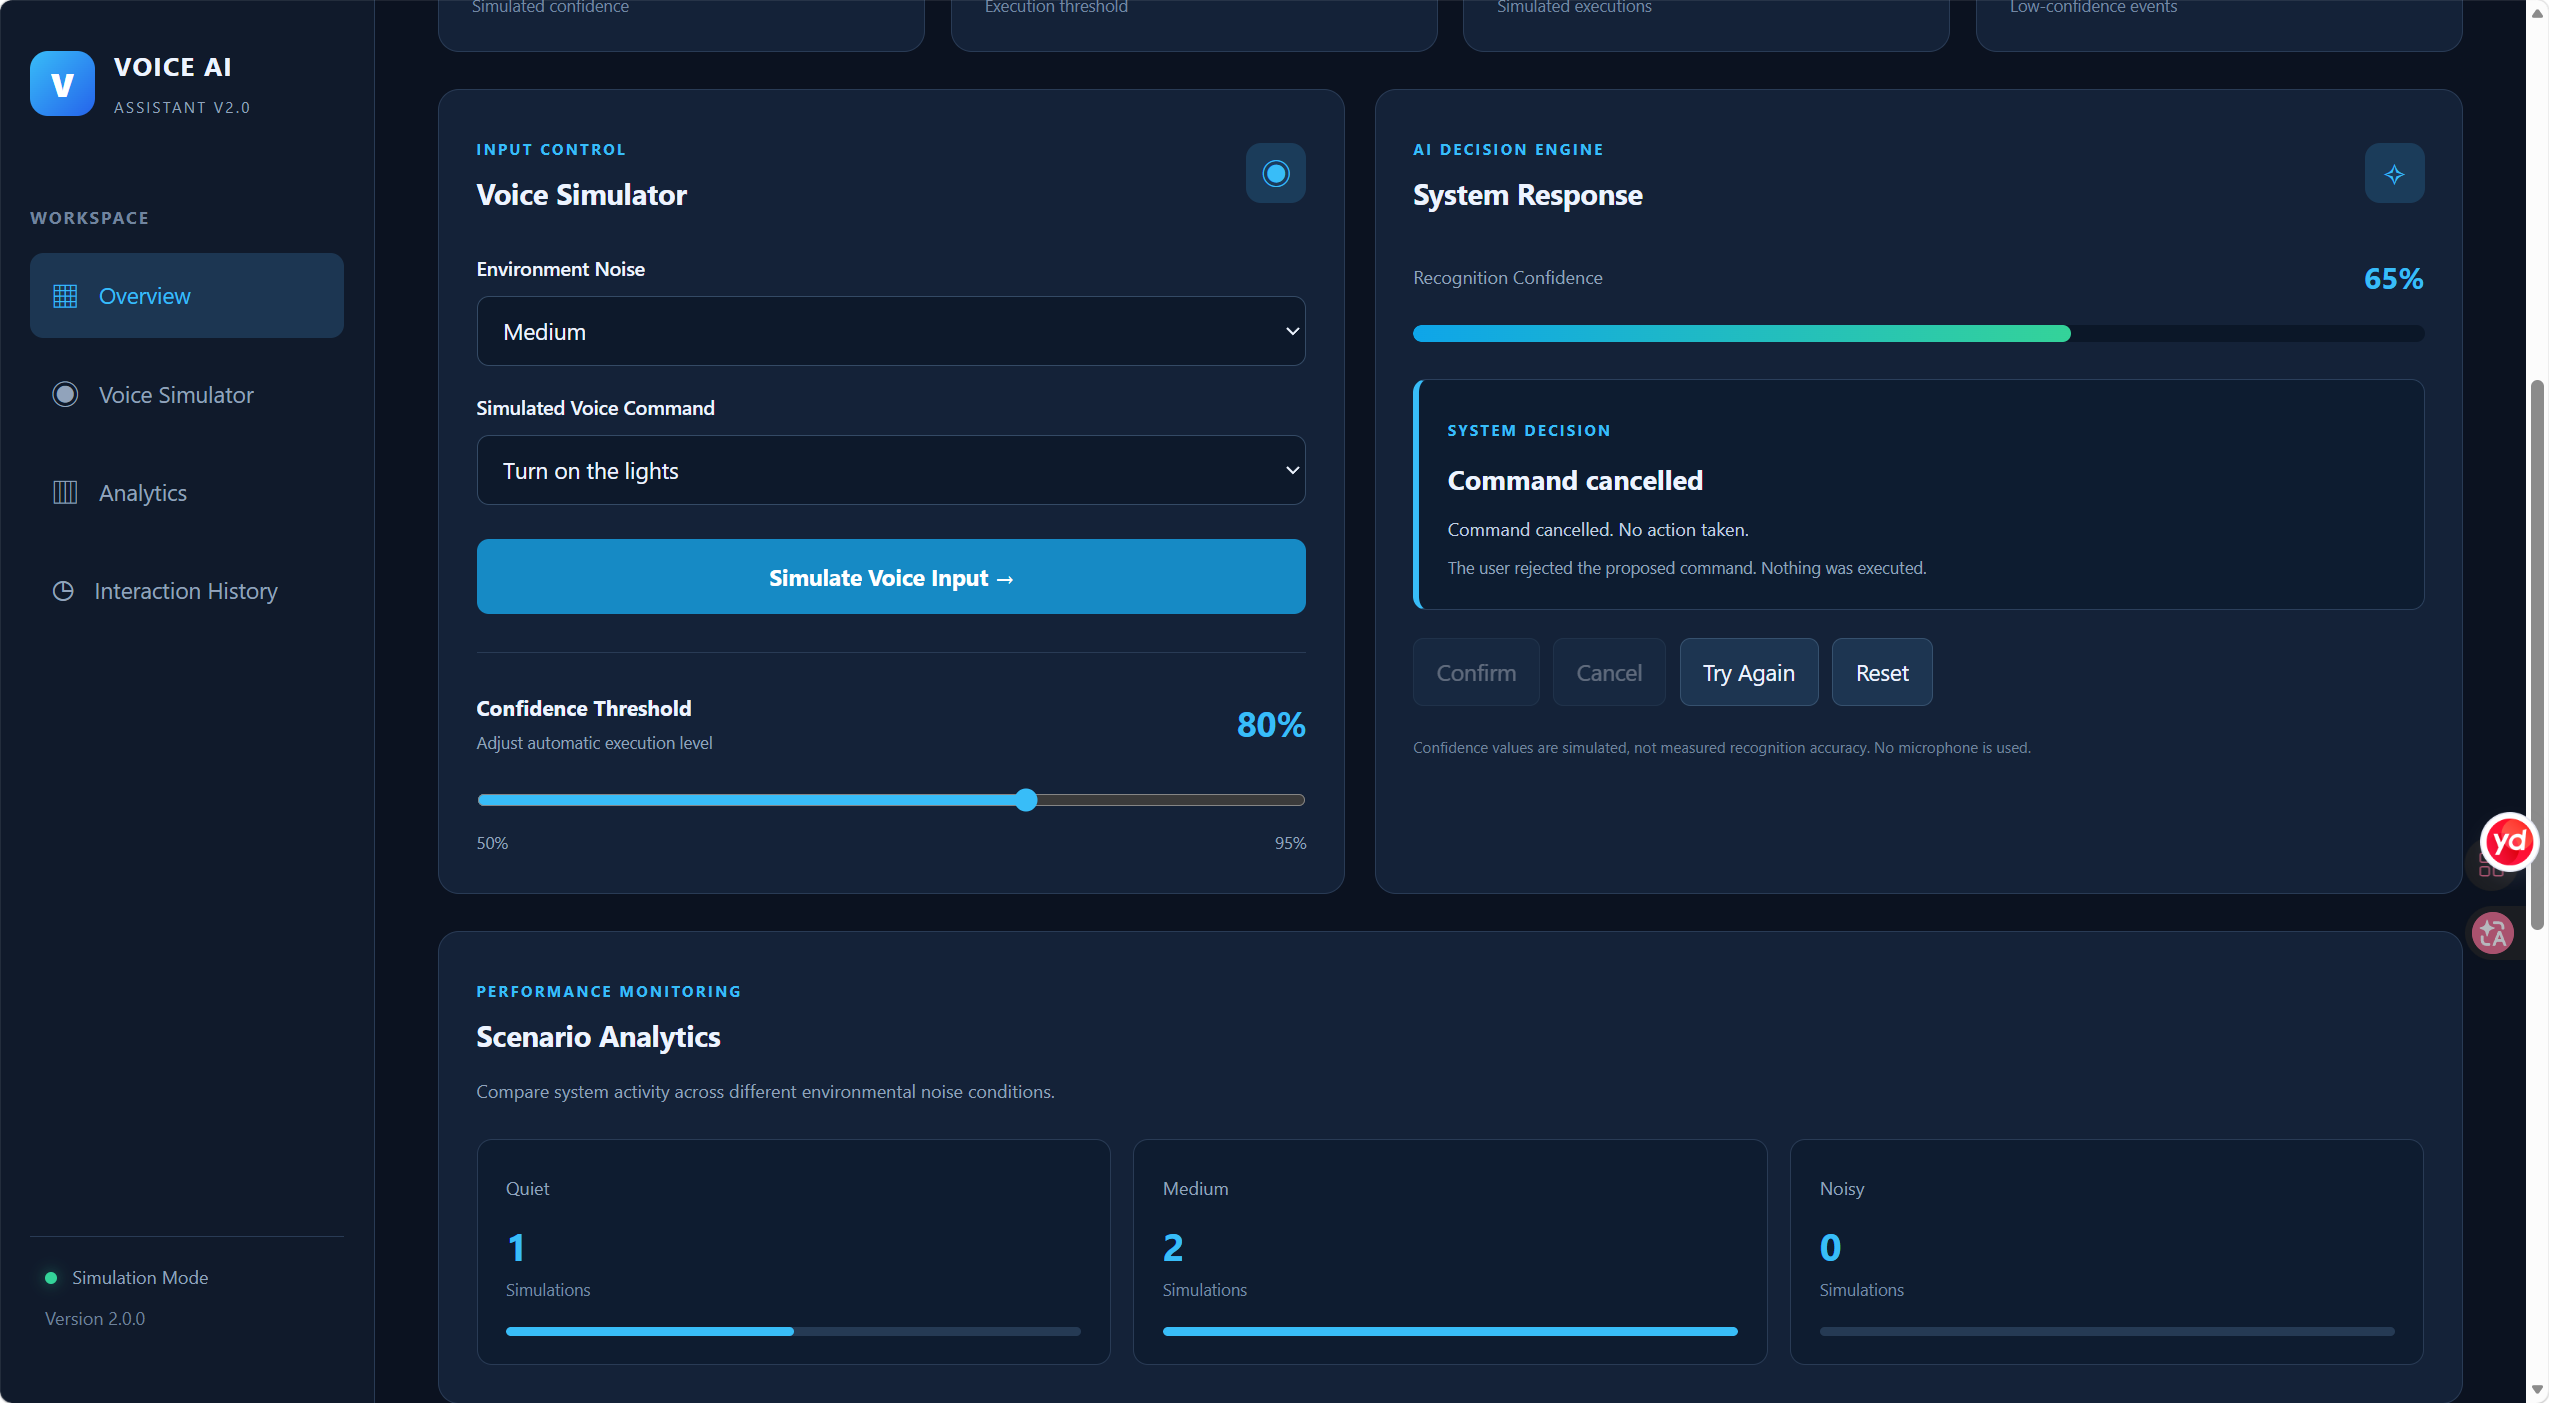 V
VOICE AI
ASSISTANT V2.0
WORKSPACE
Overview
Voice Simulator
Analytics
Interaction History
Simulation Mode
Version 2.0.0
Simulated confidence
Execution threshold
Simulated executions
Low-confidence events
INPUT CONTROL
Voice Simulator
Environment Noise
Medium
Simulated Voice Command
Turn on the lights
Simulate Voice Input →
Confidence Threshold
Adjust automatic execution level
80%
50%
95%
AI DECISION ENGINE
System Response
Recognition Confidence
65%
SYSTEM DECISION
Command cancelled
Command cancelled. No action taken.
The user rejected the proposed command. Nothing was executed.
Confirm
Cancel
Try Again
Reset
Confidence values are simulated, not measured recognition accuracy. No microphone is used.
PERFORMANCE MONITORING
Scenario Analytics
Compare system activity across different environmental noise conditions.
Quiet
1
Simulations
Medium
2
Simulations
Noisy
0
Simulations
yd
A